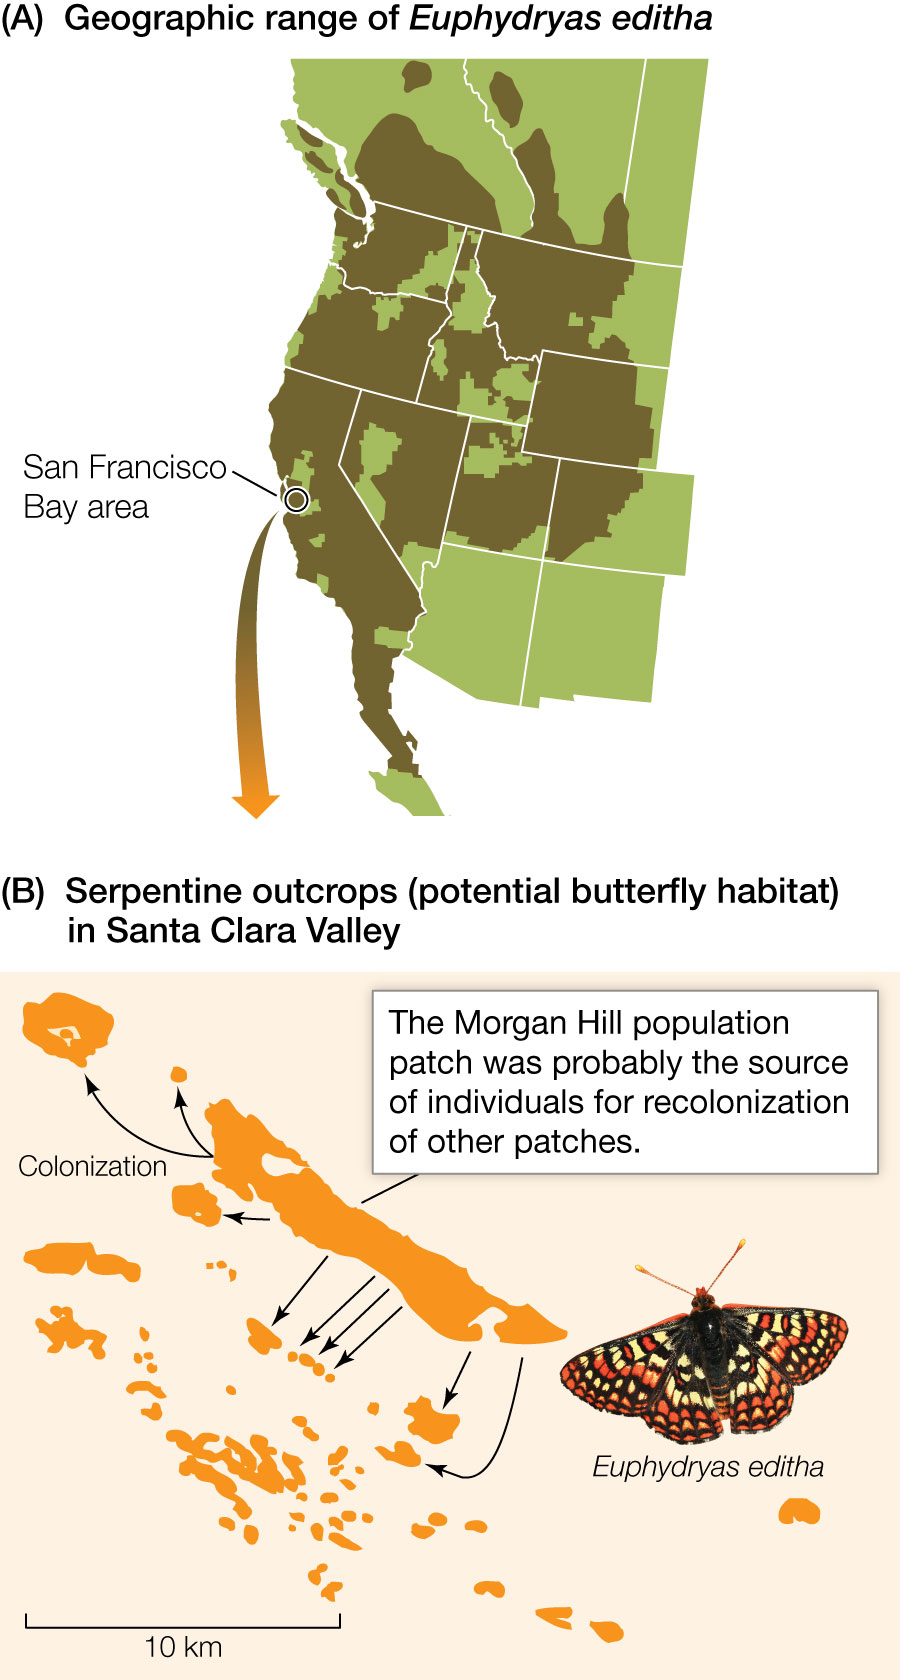 (A) Geographic range of Euphydryas editha
San Francisco
Bay area
(B) Serpentine outcrops (potential butterfly habitat)
in Santa Clara Valley
The Morgan Hill population
patch was probably the source
of individuals for recolonization
of other patches.
Colonization
Euphydryas editha
10 km